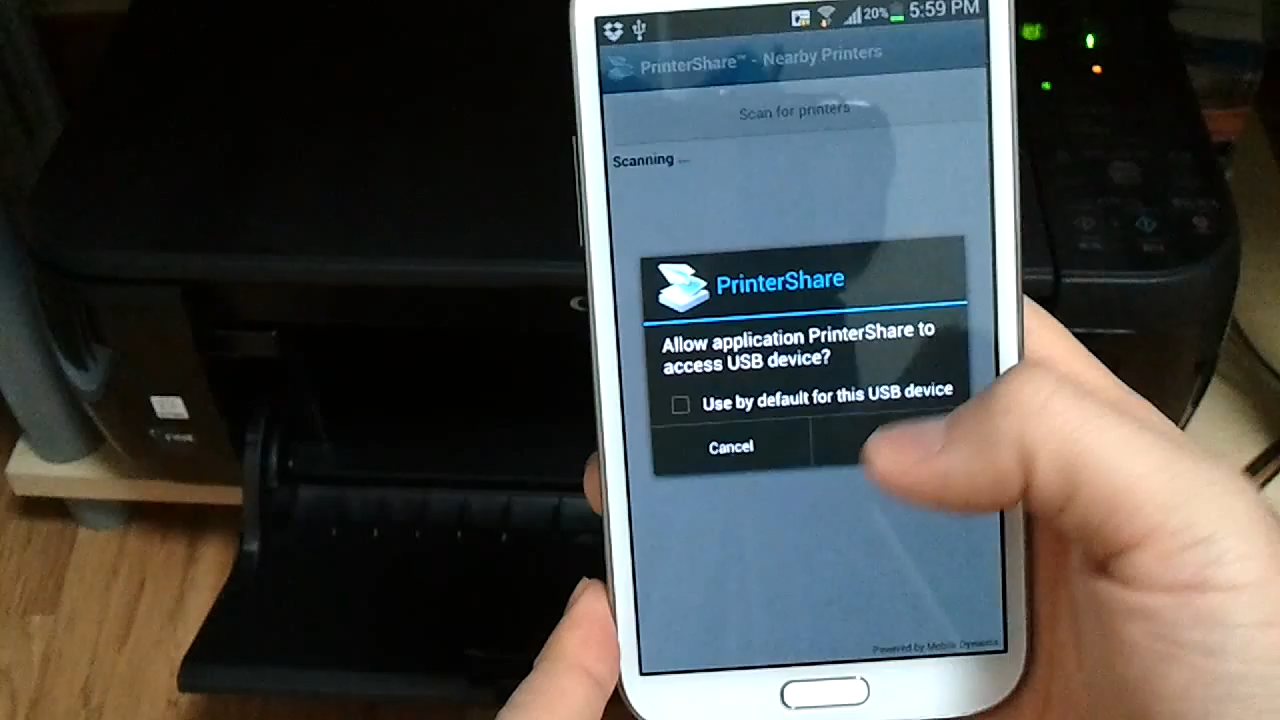 20% 5:59 PM
PrinterShare™ - Nearby Printers
Scan for printers
Scanning ...
PrinterShare
Allow application PrinterShare to
access USB device?
Use by default for this USB device
Cancel
Powered by Mobile Dynamix